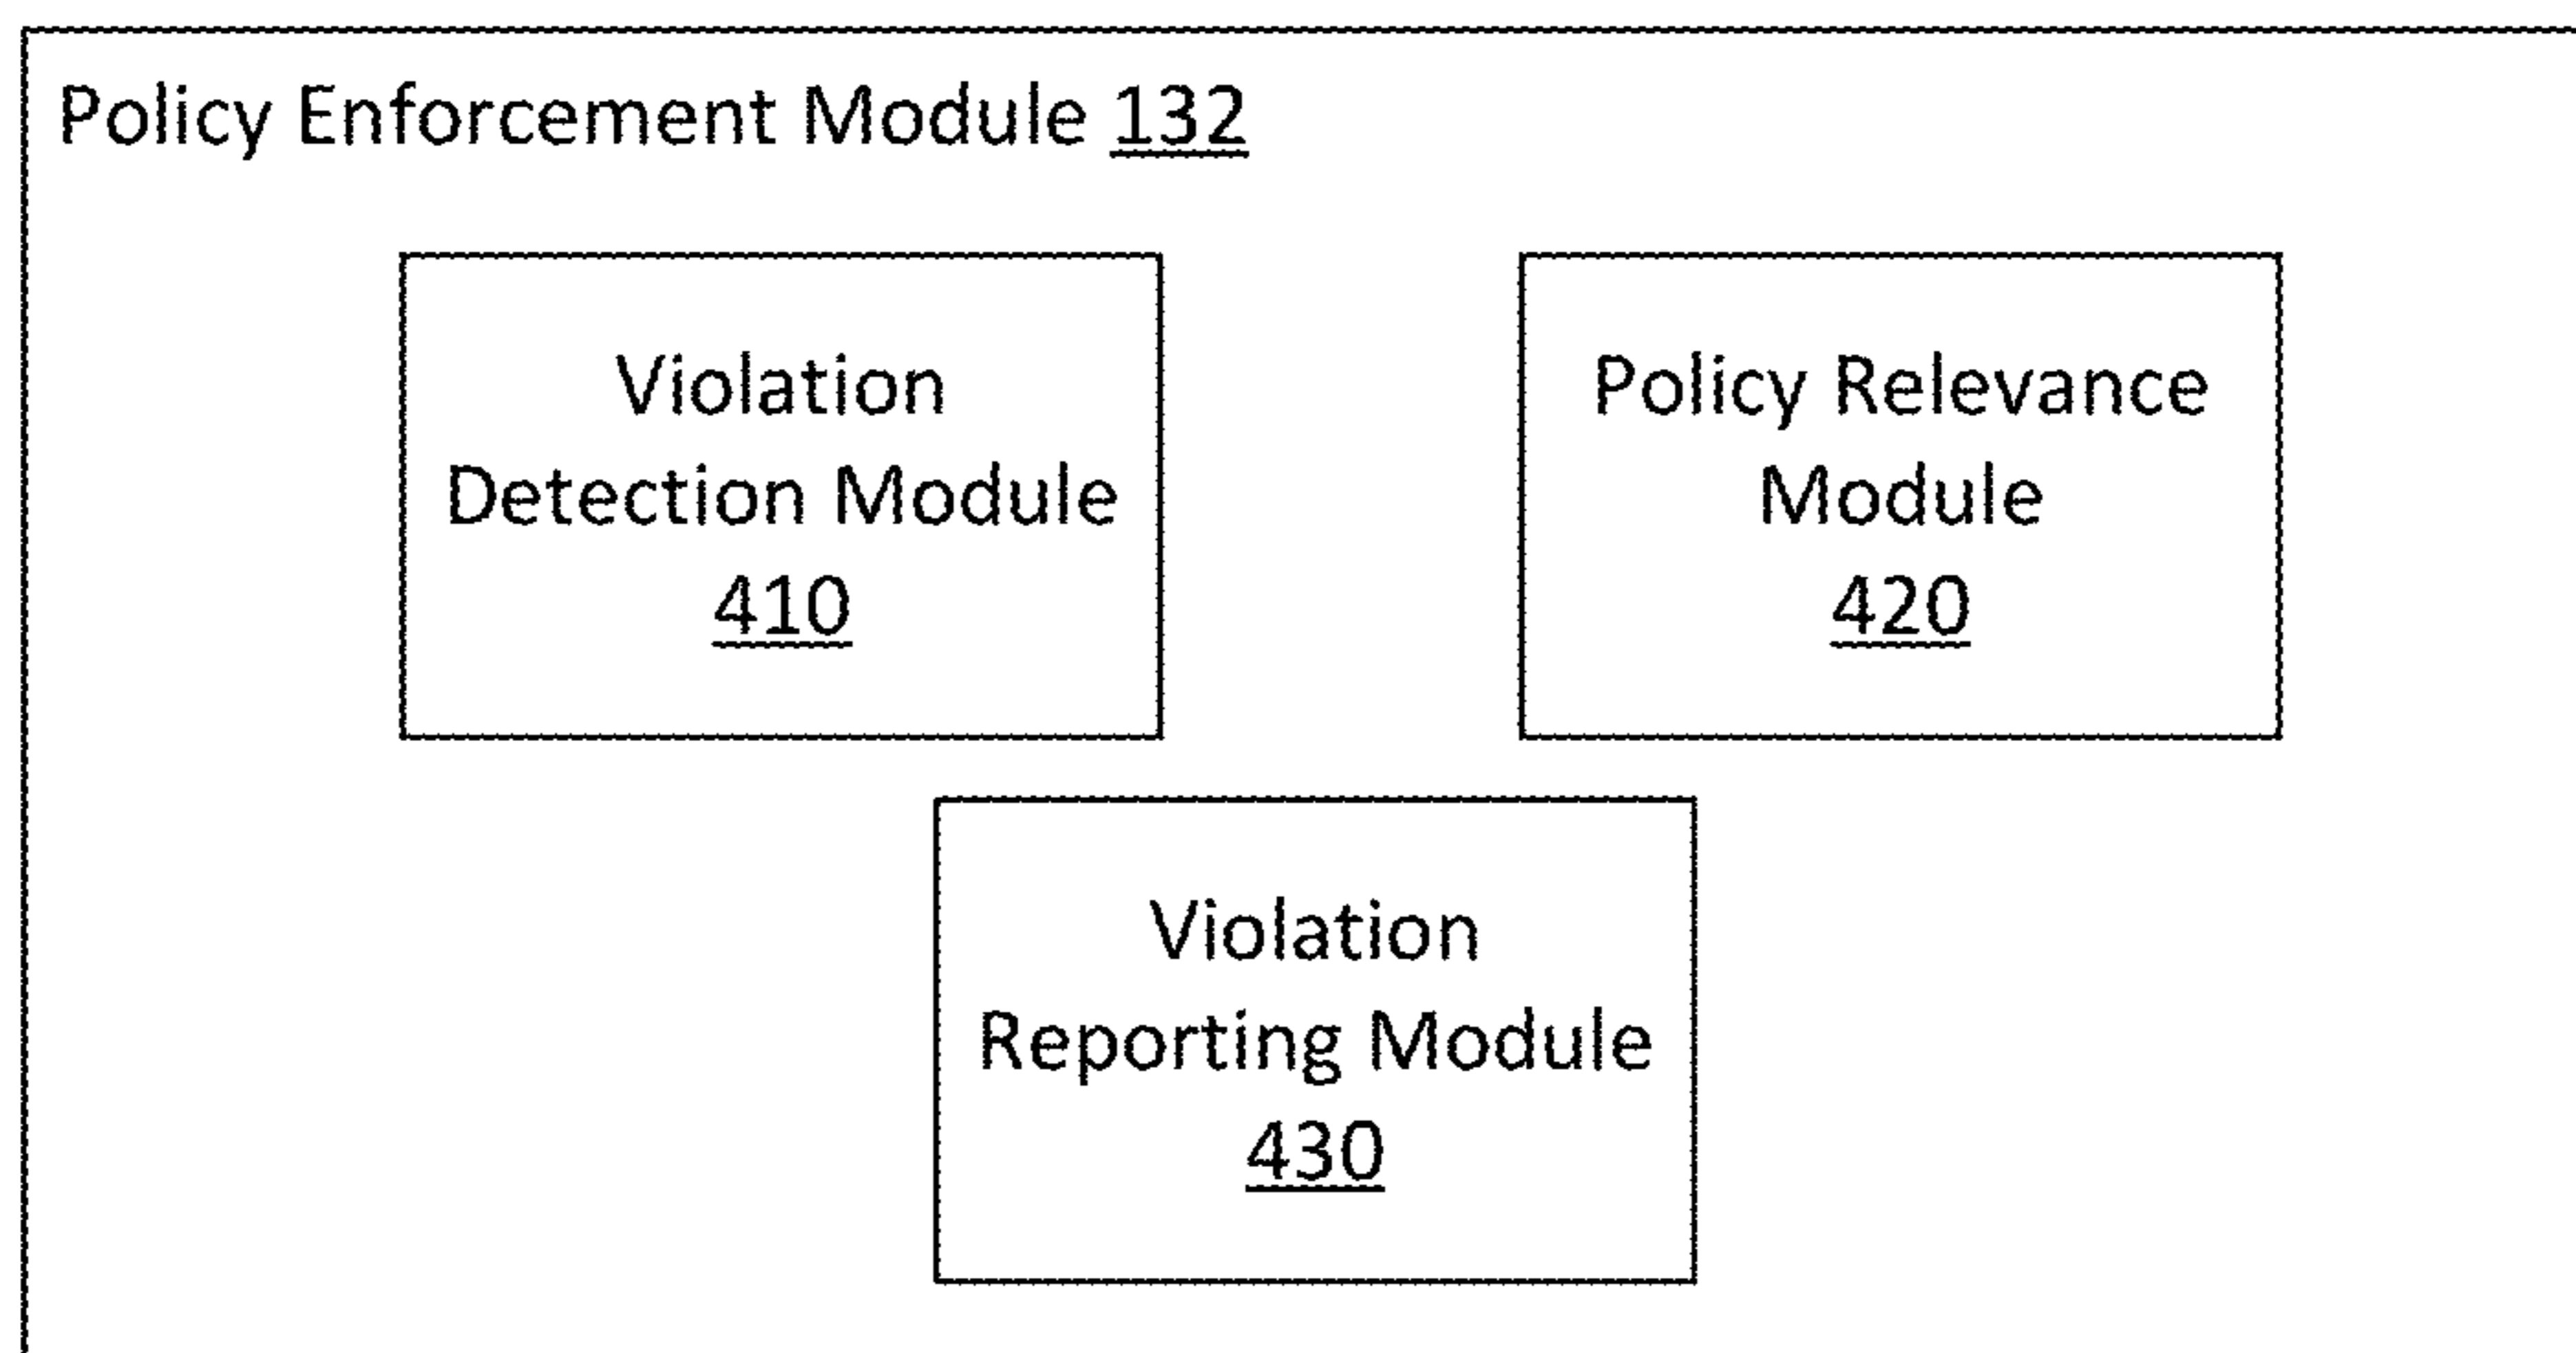 Policy Enforcement Module 132
Violation
Detection Module
410
Policy Relevance
Module
420
Violation
Reporting Module
430